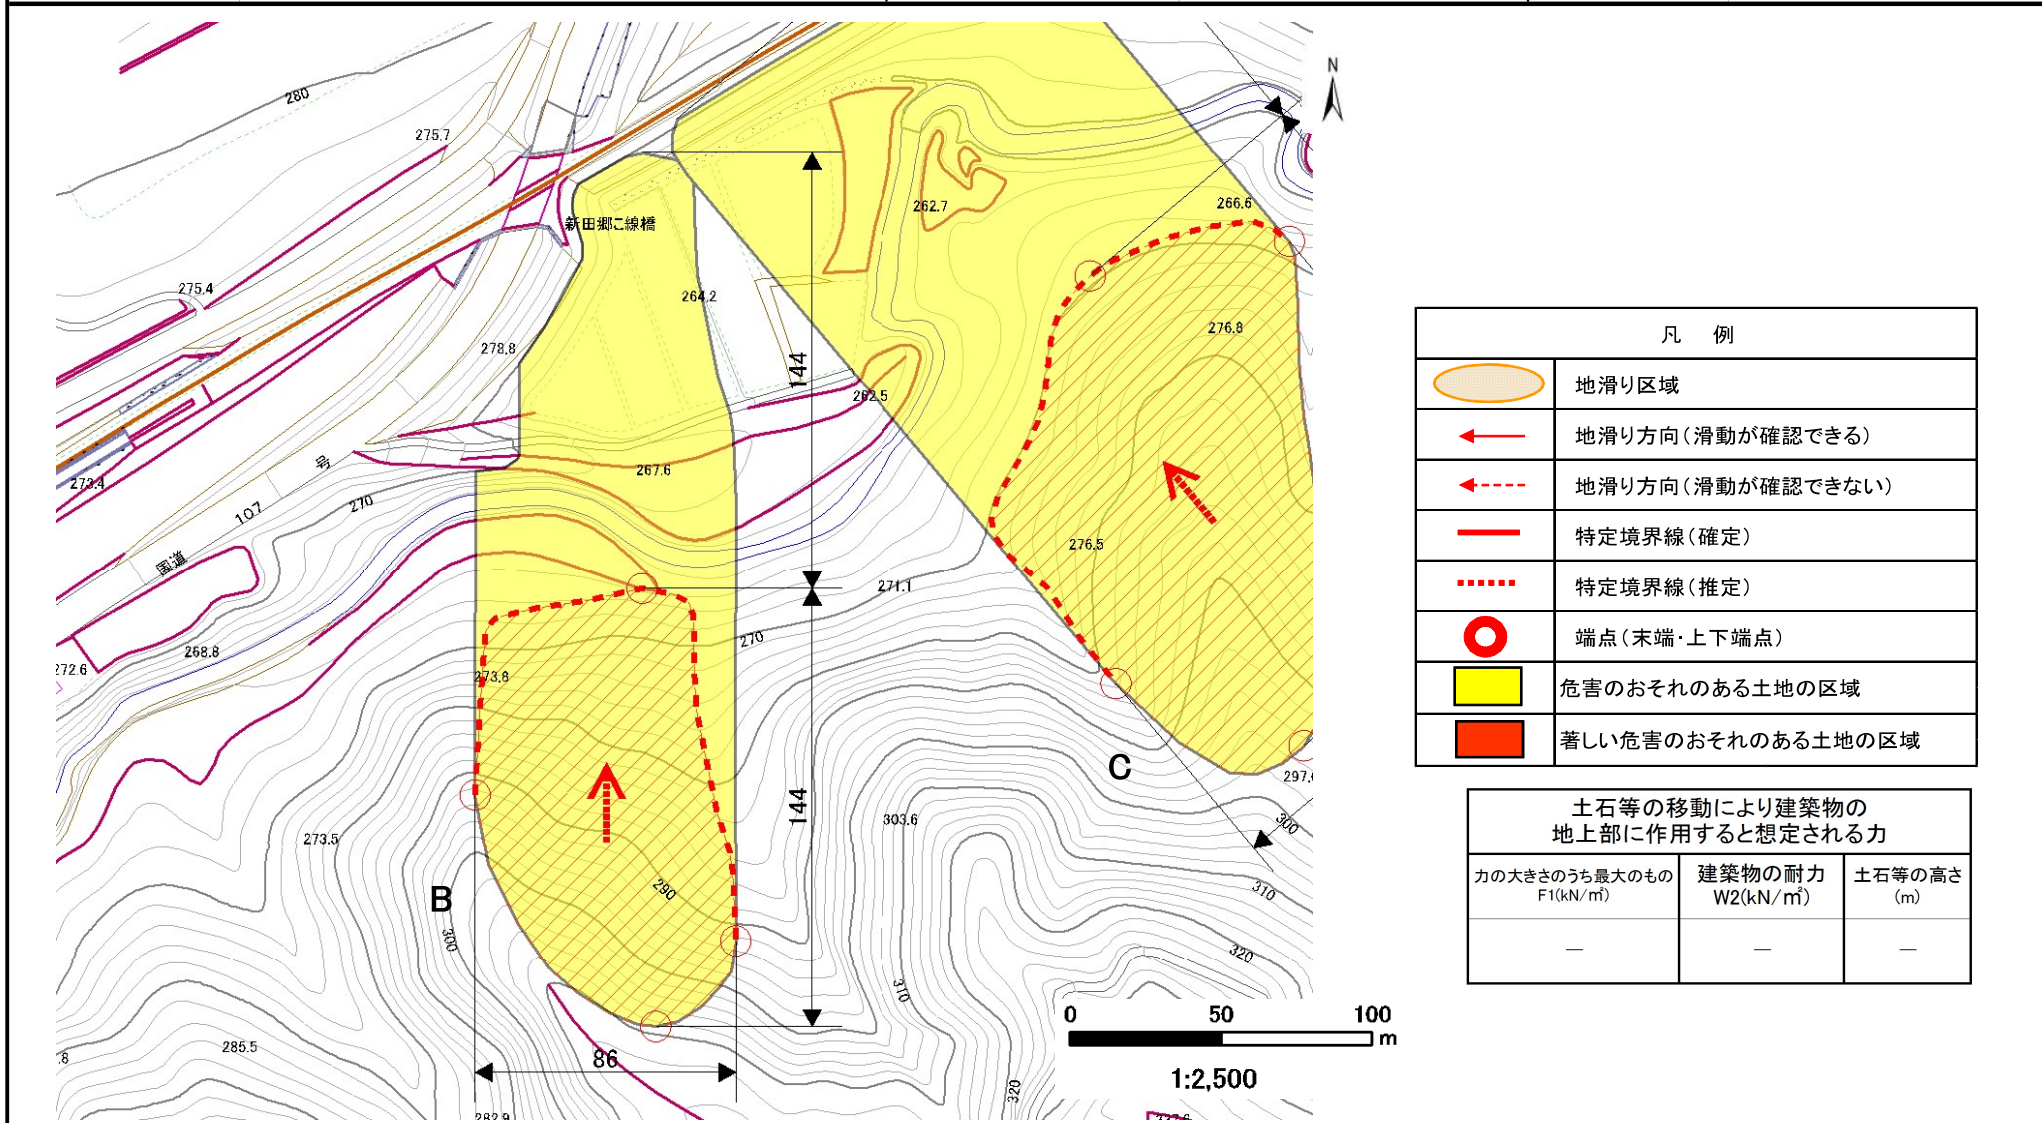 N
280
275.7
新田郷こ線橋
262.7
266.6
275.4
264.2
278.8
144
276.8
262.5
号
267.6
273.4
270
107
国道
276.5
271.1
270
268.8
272.6
273.8
C
297.6
144
273.5
303.6
300
B
290
310
300
320
310
285.5
.8
86
320
282.9
337.6
0 50 100
m
1:2,500
凡 例
地滑り区域
地滑り方向(滑動が確認できる)
地滑り方向(滑動が確認できない)
特定境界線(確定)
特定境界線(推定)
端点(末端・上下端点)
危害のおそれのある土地の区域
著しい危害のおそれのある土地の区域
土石等の移動により建築物の
地上部に作用すると想定される力
力の大きさのうち最大のもの
F1(kN/㎡)
建築物の耐力
W2(kN/㎡)
土石等の高さ
(m)
― ― ―